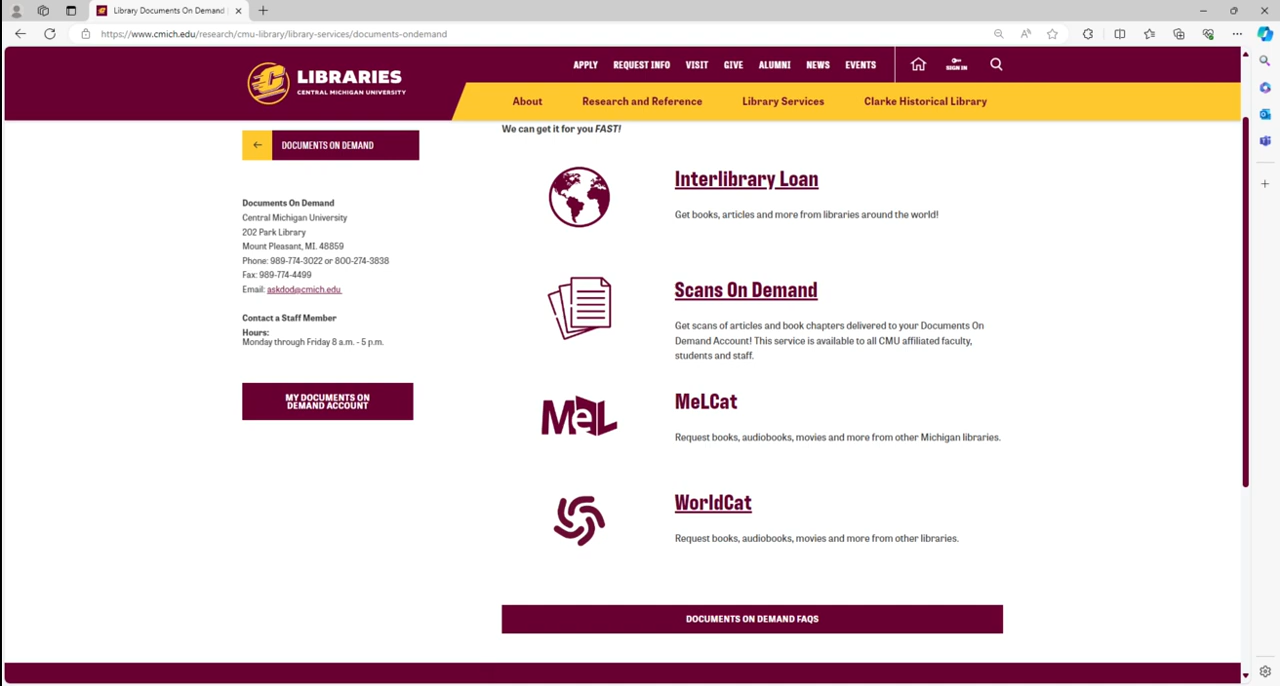 Library Documents On Demand
https://www.cmich.edu/research/cmu-library/library-services/documents-ondemand
APPLY REQUEST INFO VISIT GIVE ALUMNI NEWS EVENTS SIGN IN
LIBRARIES
CENTRAL MICHIGAN UNIVERSITY
About Research and Reference Library Services Clarke Historical Library
DOCUMENTS ON DEMAND
Documents On Demand
Central Michigan University
202 Park Library
Mount Pleasant, MI. 48859
Phone: 989-774-3022 or 800-274-3838
Fax: 989-774-4499
Email: askdod@cmich.edu
Contact a Staff Member
Hours:
Monday through Friday 8 a.m. - 5 p.m.
MY DOCUMENTS ON
DEMAND ACCOUNT
We can get it for you FAST!
Interlibrary Loan
Get books, articles and more from libraries around the world!
Scans On Demand
Get scans of articles and book chapters delivered to your Documents On
Demand Account! This service is available to all CMU affiliated faculty,
students and staff.
MeL
MeLCat
Request books, audiobooks, movies and more from other Michigan libraries.
WorldCat
Request books, audiobooks, movies and more from other libraries.
DOCUMENTS ON DEMAND FAQS